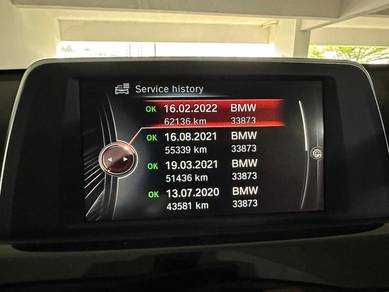 Service history
OK 16.02.2022 BMW
62136 km 33873
OK 16.08.2021 BMW
55339 km 33873
OK 19.03.2021 BMW
51436 km 33873
OK 13.07.2020 BMW
43581 km 33873